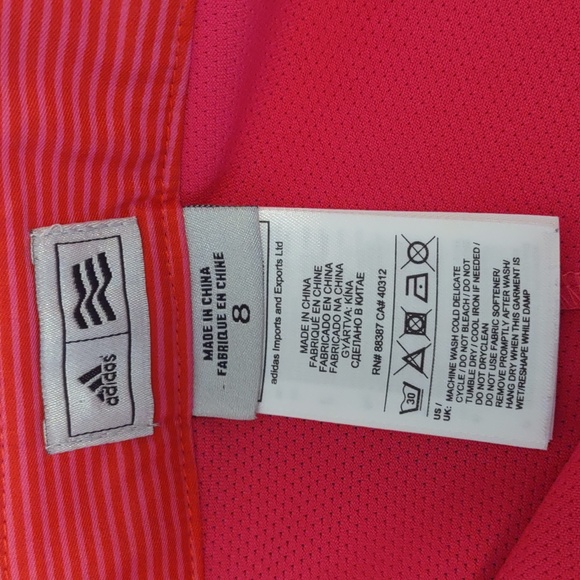 adidas
MADE IN CHINA
FABRIQUE EN CHINE
8
adidas Imports and Exports Ltd
MADE IN CHINA
FABRIQUÉ EN CHINE
FABRICADO EN CHINA
FABRICADO NA CHINA
GYÁRTVA: KÍNA
СДЕЛАНО В КИТАЕ
RN# 88387 CA# 40312
30
US /
UK: MACHINE WASH COLD DELICATE
CYCLE / DO NOT BLEACH / DO NOT
TUMBLE DRY / COOL IRON IF NEEDED /
DO NOT DRYCLEAN
DO NOT USE FABRIC SOFTENER/
REMOVE PROMPTLY AFTER WASH/
HANG DRY WHEN THIS GARMENT IS
WET/RESHAPE WHILE DAMP